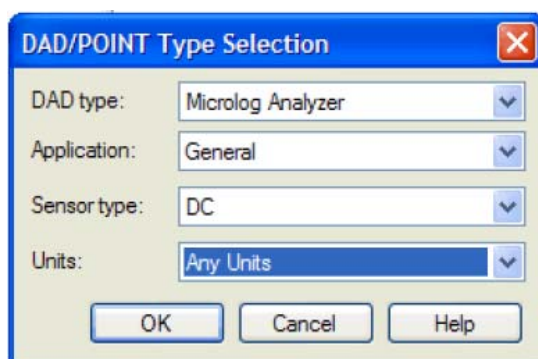 DAD/POINT Type Selection
DAD type: Microlog Analyzer
Application: General
Sensor type: DC
Units: Any Units
OK Cancel Help